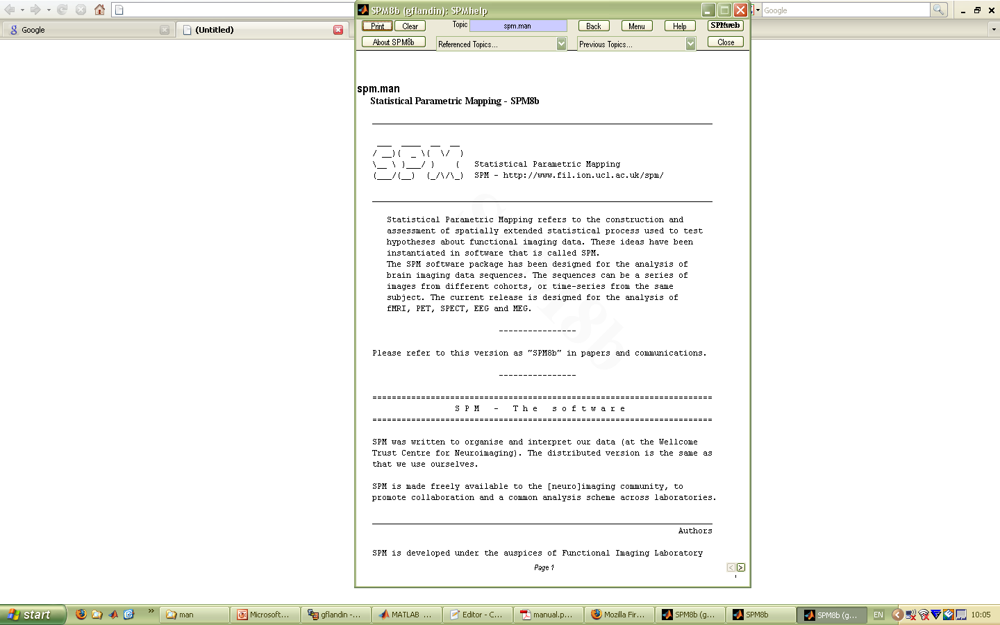 SPM8b (gflandin): SPMhelp
Google
Google
(Untitled)
Print
Clear
Topic
spm.man
Back
Menu
Help
SPMweb
About SPM8b
Referenced Topics...
Previous Topics...
Close
spm.man
Statistical Parametric Mapping - SPM8b
Statistical Parametric Mapping
SPM - http://www.fil.ion.ucl.ac.uk/spm/
Statistical Parametric Mapping refers to the construction and
assessment of spatially extended statistical process used to test
hypotheses about functional imaging data. These ideas have been
instantiated in software that is called SPM.
The SPM software package has been designed for the analysis of
brain imaging data sequences. The sequences can be a series of
images from different cohorts, or time-series from the same
subject. The current release is designed for the analysis of
fMRI, PET, SPECT, EEG and MEG.
----------------
Please refer to this version as "SPM8b" in papers and communications.
----------------
======================================================================
S P M - T h e s o f t w a r e
======================================================================
SPM was written to organise and interpret our data (at the Wellcome
Trust Centre for Neuroimaging). The distributed version is the same as
that we use ourselves.
SPM is made freely available to the [neuro]imaging community, to
promote collaboration and a common analysis scheme across laboratories.
Authors
SPM is developed under the auspices of Functional Imaging Laboratory
Page 1
< >
start
man
Microsoft...
gflandin -...
MATLAB ...
Editor - C...
manual.p...
Mozilla Fir...
SPM8b (g...
SPM8b
SPM8b (g...
EN
10:05